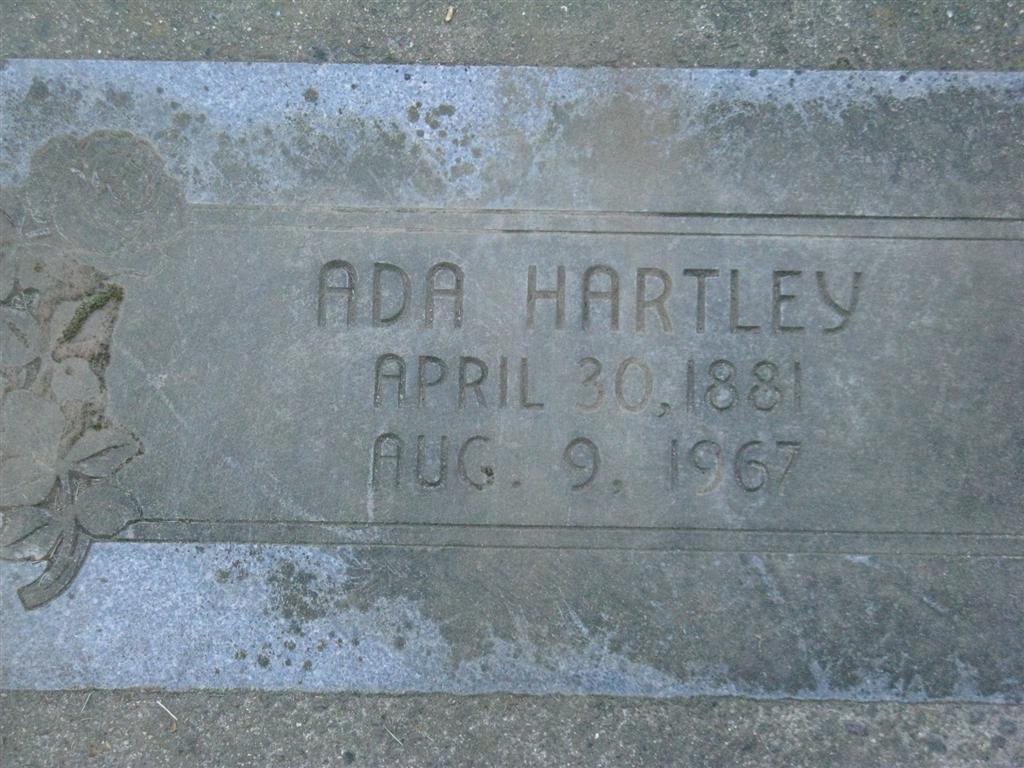 ADA HARTLEY
APRIL 30, 1881
AUG. 9, 1967